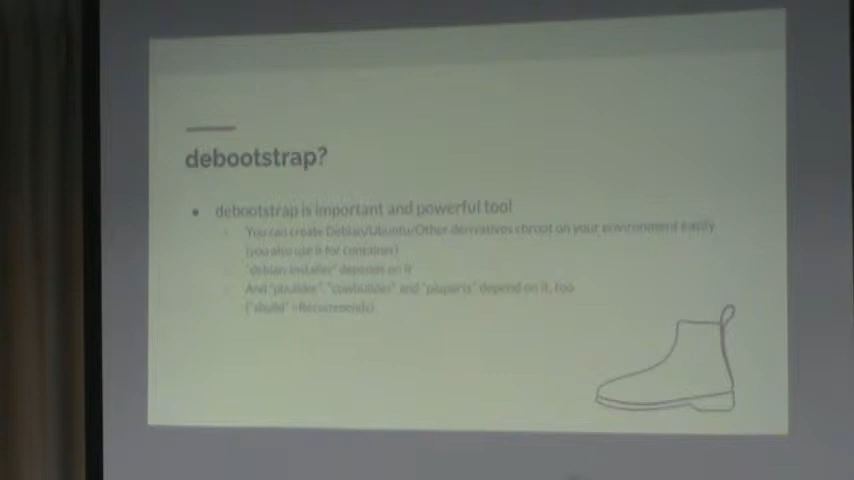 debootstrap?
• debootstrap is important and powerful tool
You can create Debian/Ubuntu/Other derivatives chroot on your environment easily
(you also use it for container)
"debian-installer" depends on it
And "pbuilder", "cowbuilder" and "piuparts" depend on it, too
("sbuild" =Recommends)